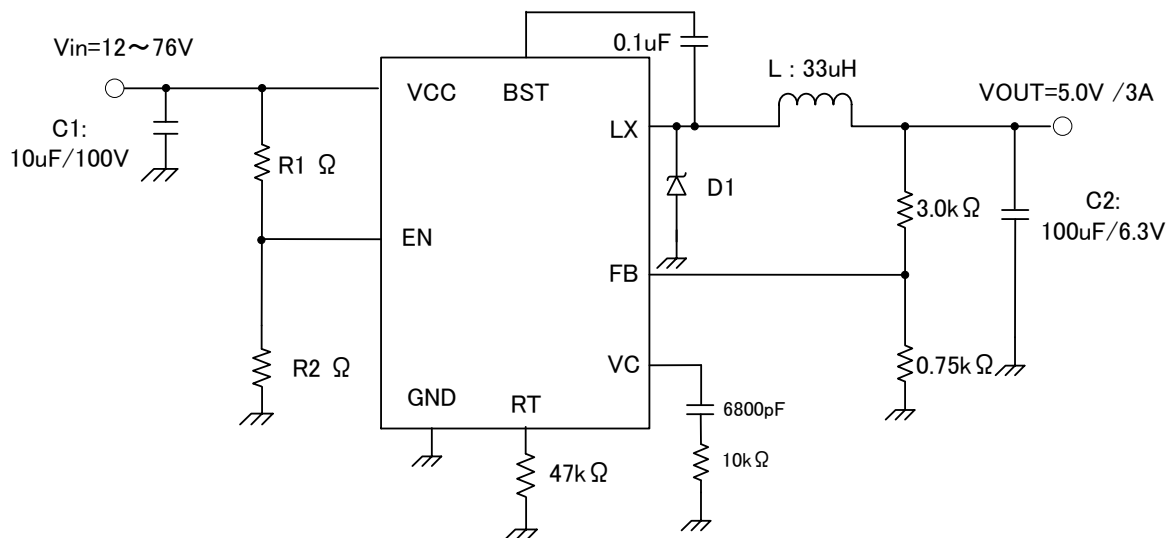 0.1uF
Vin=12～76V
L : 33uH
VCC
BST
VOUT=5.0V /3A
C1:
10uF/100V
LX
R1 Ω
D1
3.0kΩ
C2:
100uF/6.3V
EN
FB
R2 Ω
VC
0.75kΩ
GND
RT
6800pF
47kΩ
10kΩ